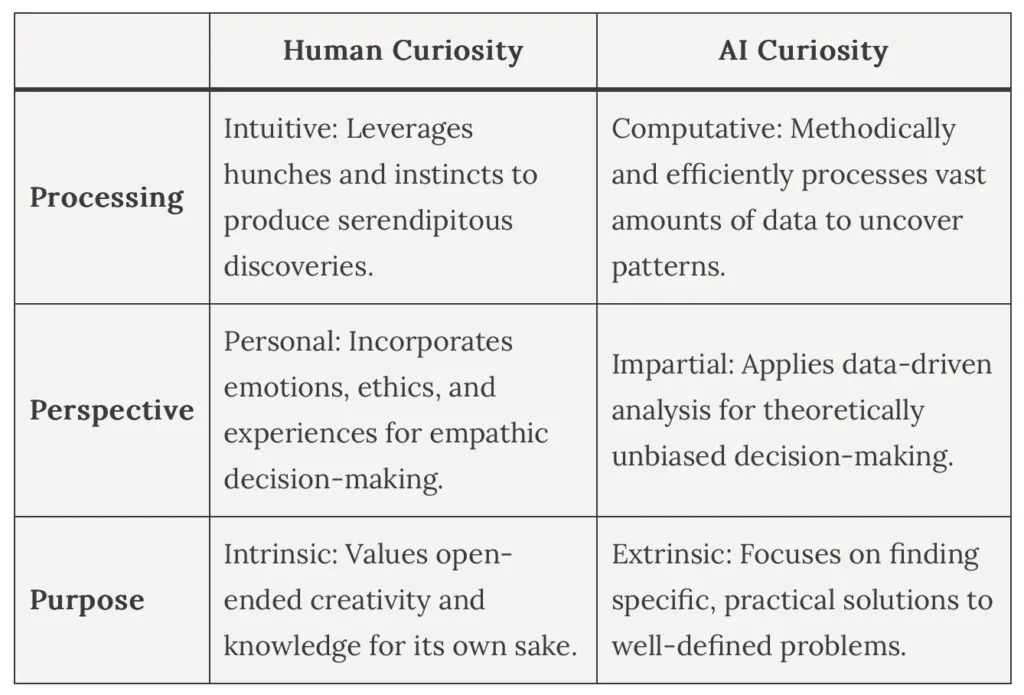 Human Curiosity
AI Curiosity
Processing
Intuitive: Leverages
hunches and instincts to
produce serendipitous
discoveries.
Computative: Methodically
and efficiently processes vast
amounts of data to uncover
patterns.
Perspective
Personal: Incorporates
emotions, ethics, and
experiences for empathic
decision-making.
Impartial: Applies data-driven
analysis for theoretically
unbiased decision-making.
Purpose
Intrinsic: Values open-
ended creativity and
knowledge for its own sake.
Extrinsic: Focuses on finding
specific, practical solutions to
well-defined problems.